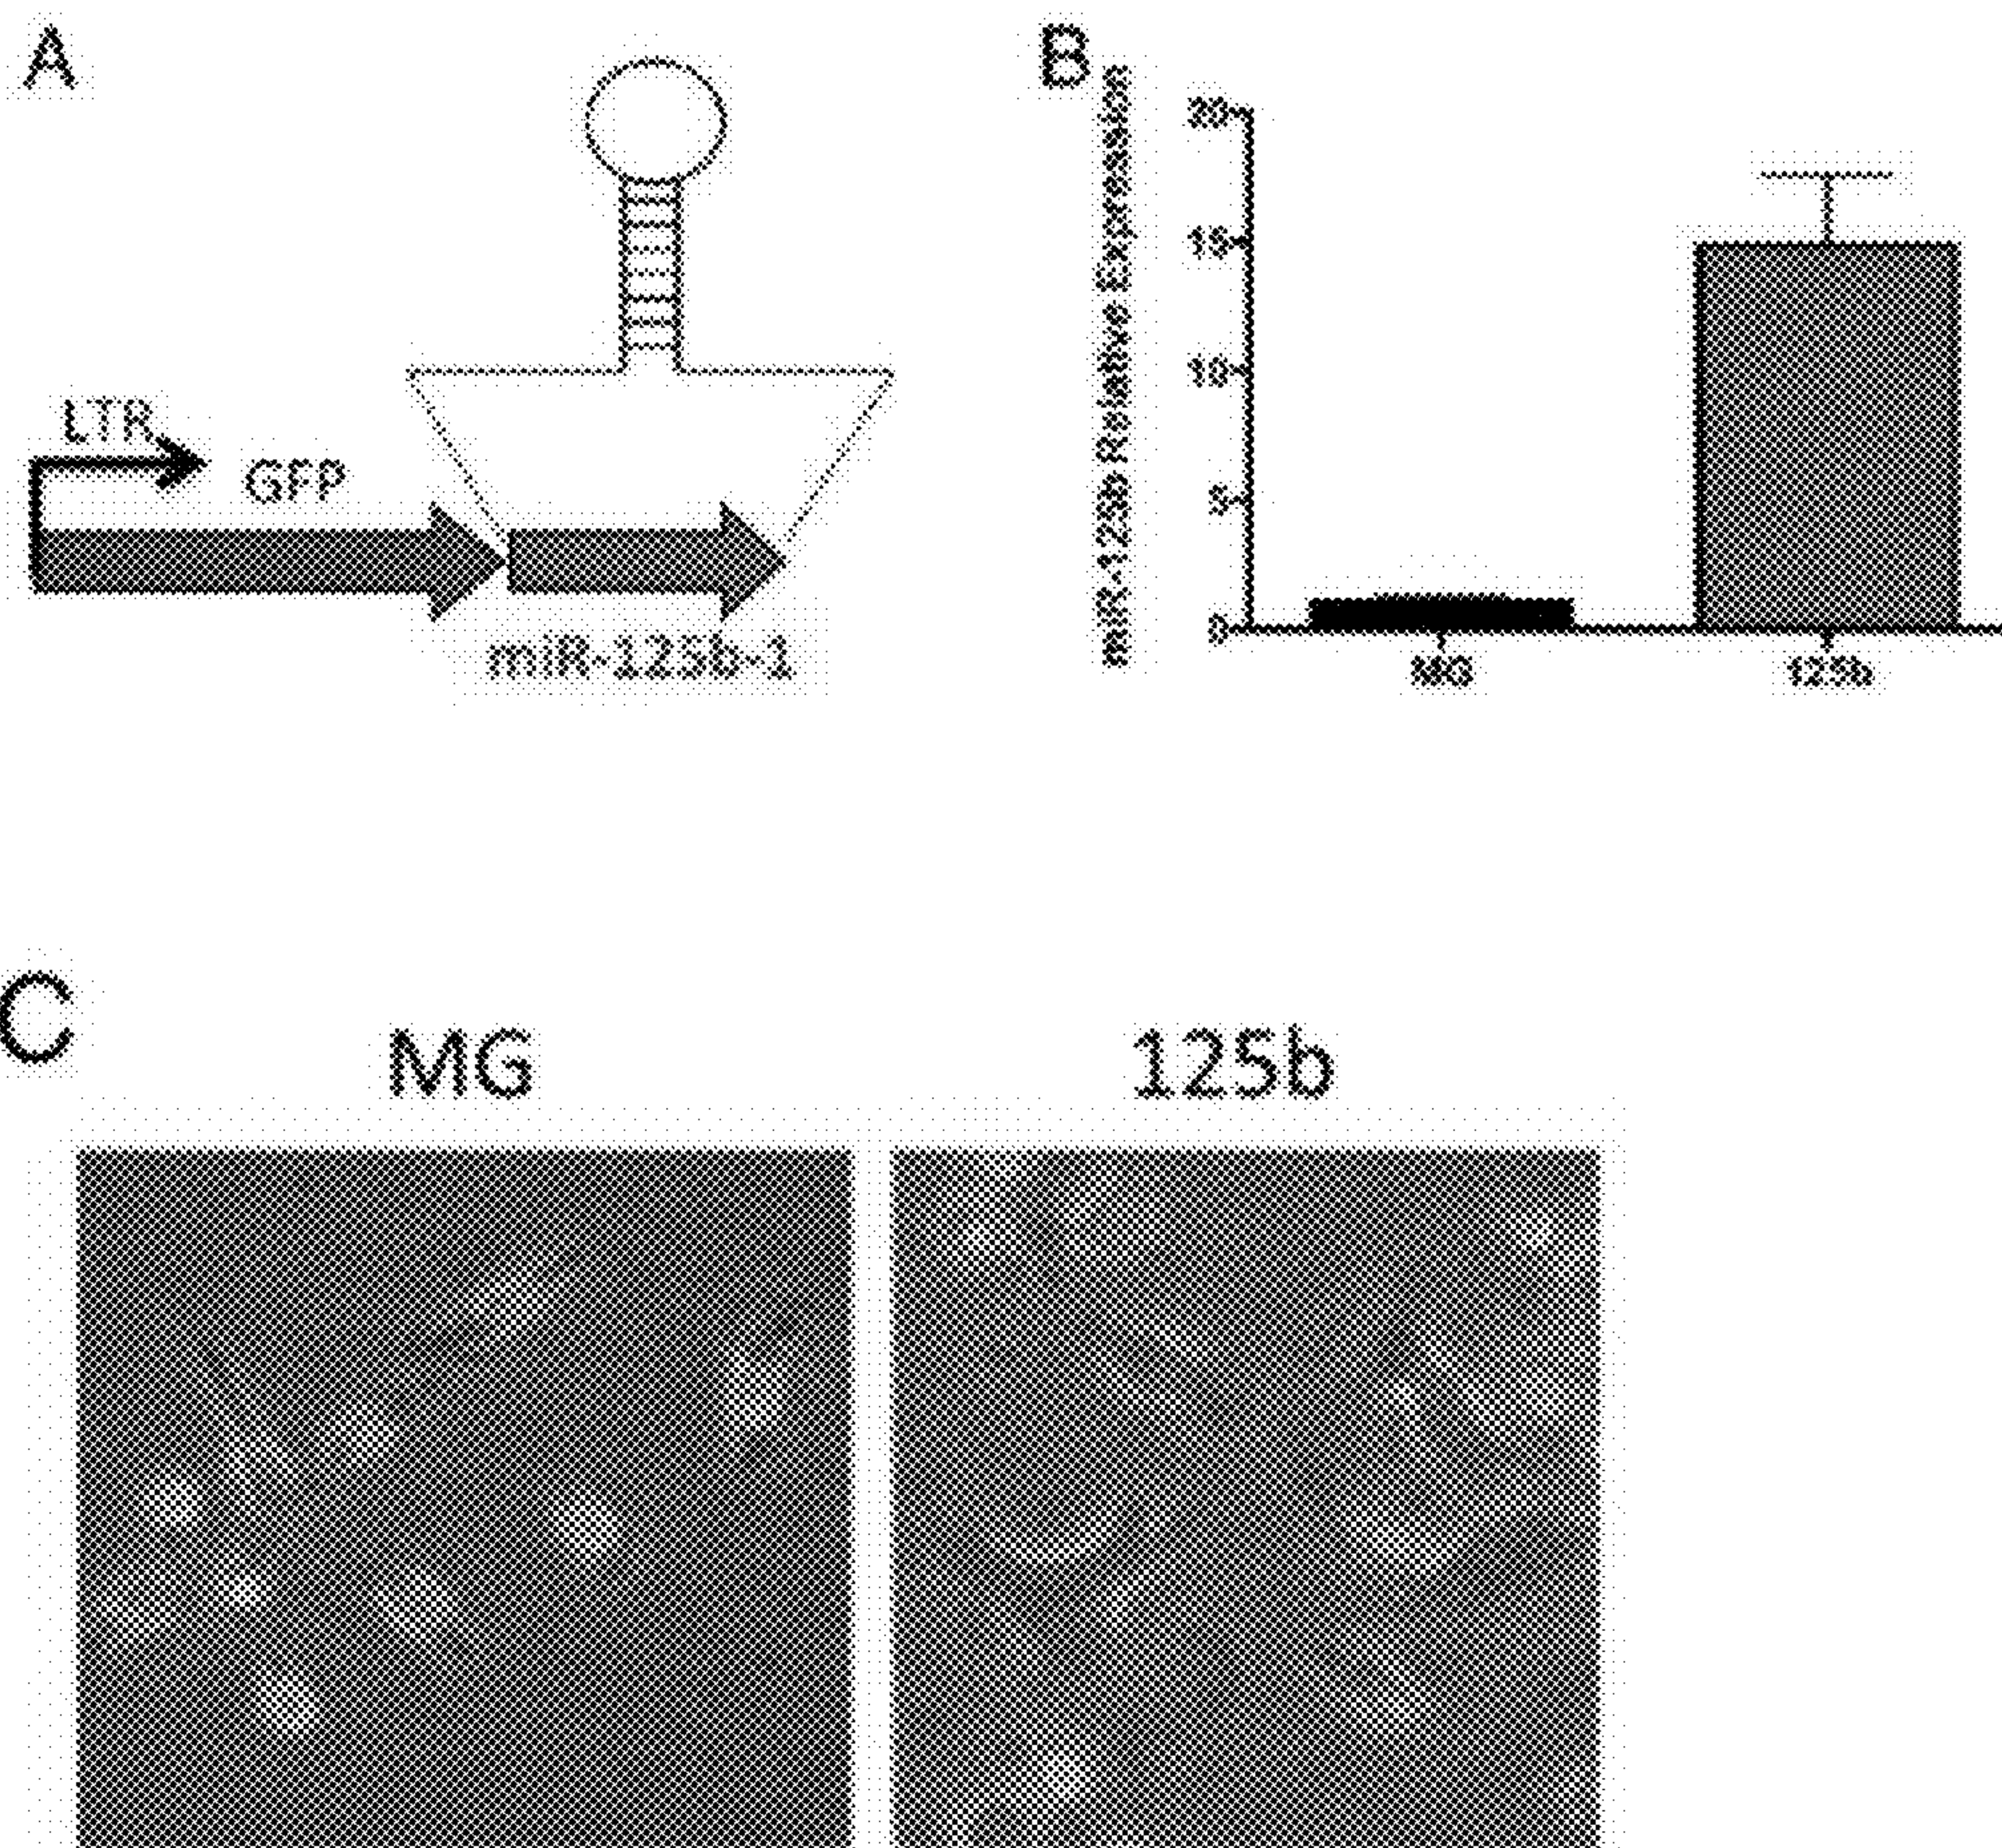 A
LTR
GFP
miR-125b-1
B
miR-125b Relative Expression
20
15
10
5
0
MG
125b
C
MG
125b